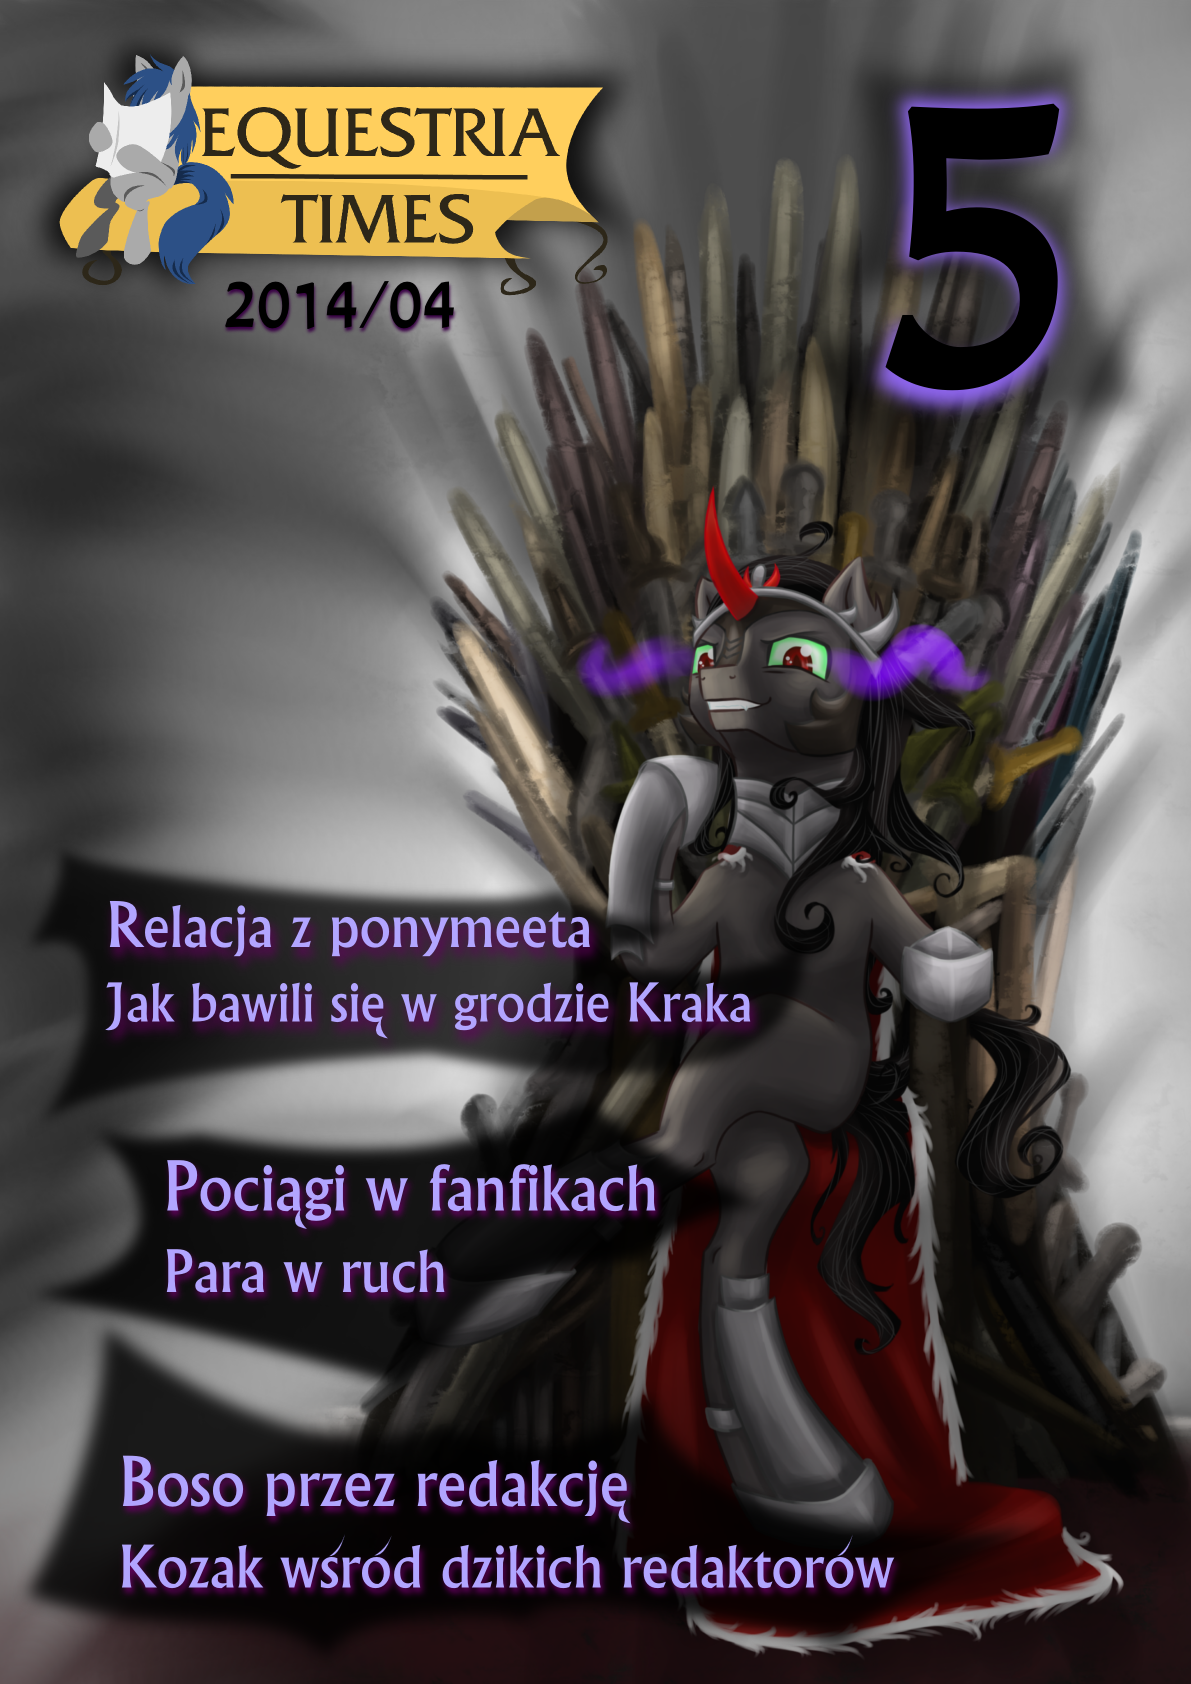 EQUESTRIA
TIMES
2014/04
5
Relacja z ponymeeta
Jak bawili się w grodzie Kraka
Pociągi w fanfikach
Para w ruch
Boso przez redakcję
Kozak wśród dzikich redaktorów